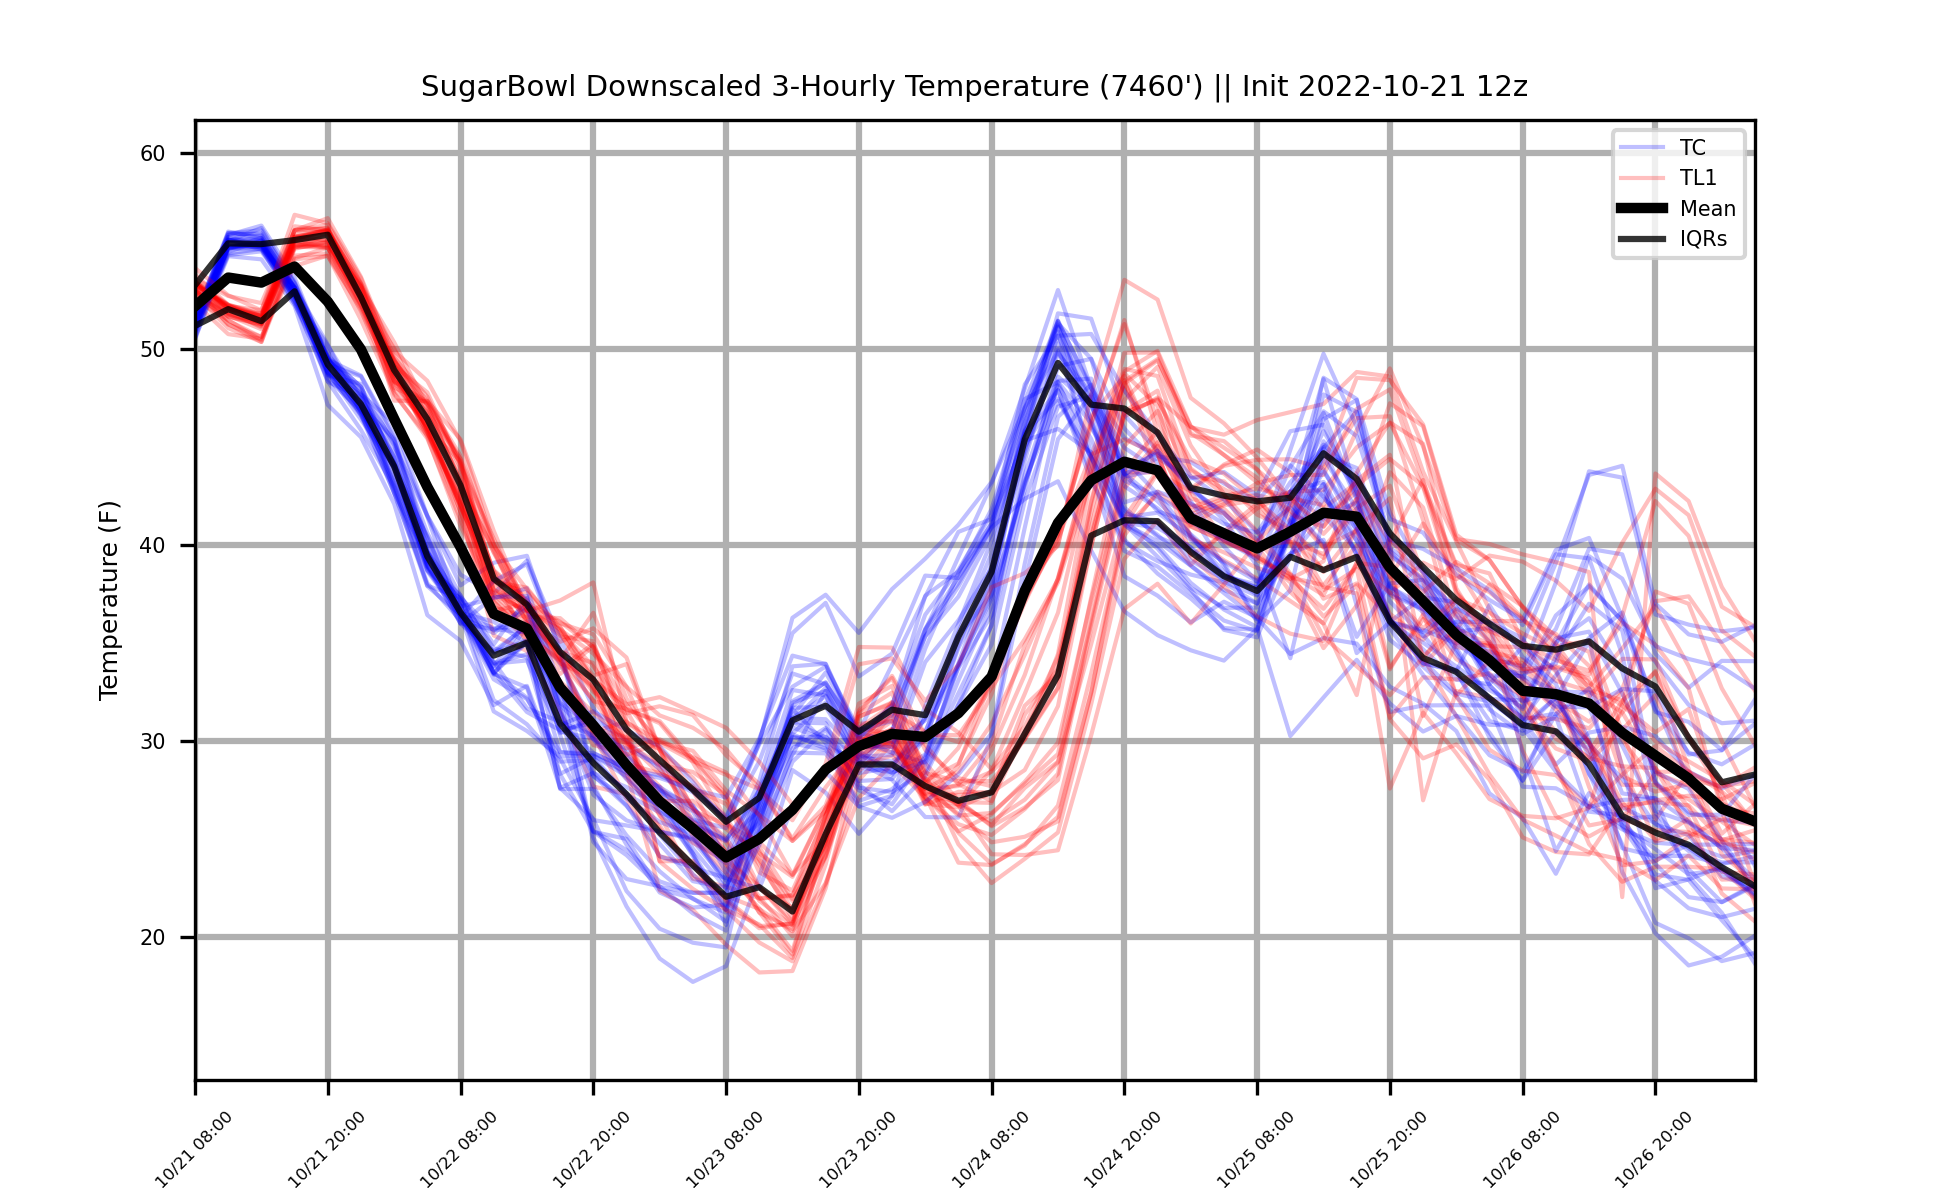 SugarBowl Downscaled 3-Hourly Temperature (7460') || Init 2022-10-21 12z
TC
TL1
Mean
IQRs
Temperature (F)
60
50
40
30
20
10/21 08:00
10/21 20:00
10/22 08:00
10/22 20:00
10/23 08:00
10/23 20:00
10/24 08:00
10/24 20:00
10/25 08:00
10/25 20:00
10/26 08:00
10/26 20:00